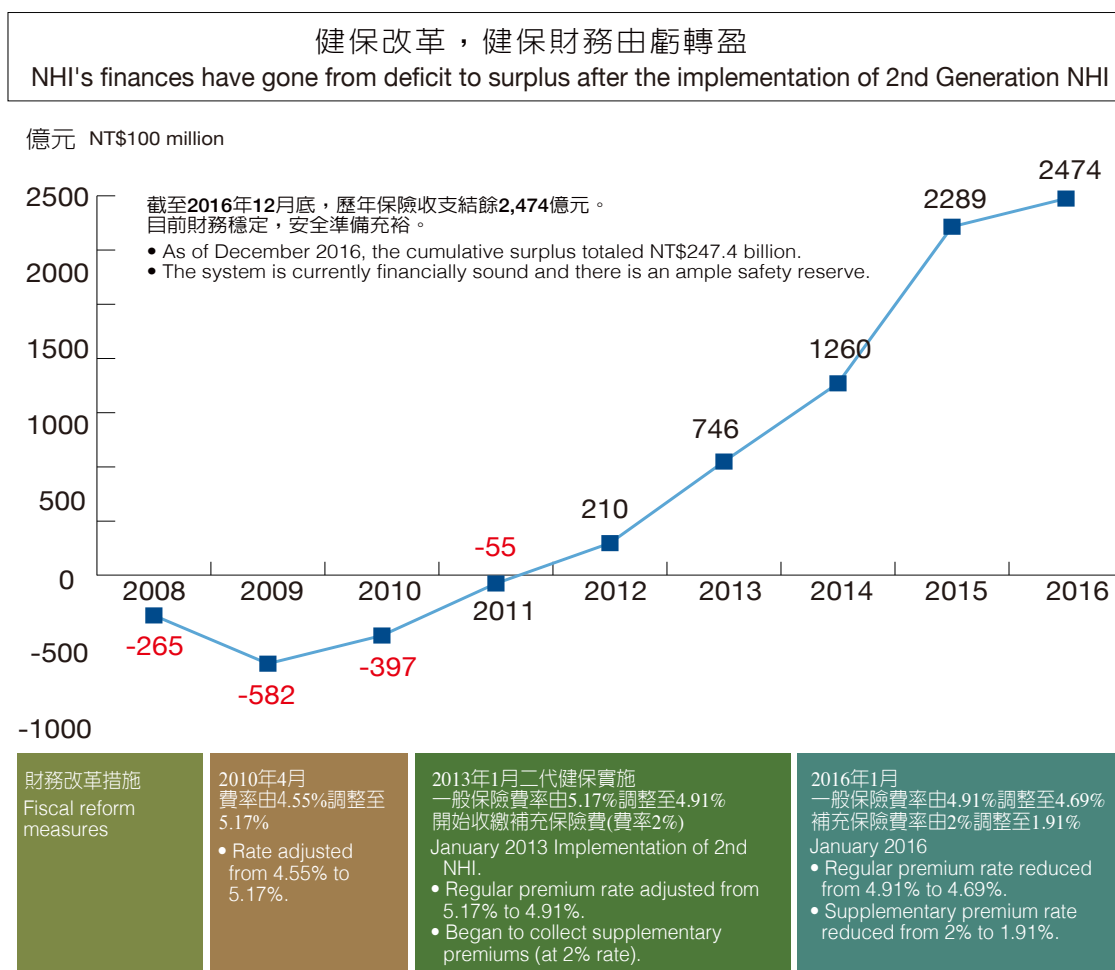 健保改革，健保財務由虧轉盈
NHI's finances have gone from deficit to surplus after the implementation of 2nd Generation NHI
億元 NT$100 million
2500
2000
1500
1000
500
0
-500
-1000
截至2016年12月底，歷年保險收支結餘2,474億元。
目前財務穩定，安全準備充裕。
• As of December 2016, the cumulative surplus totaled NT$247.4 billion.
• The system is currently financially sound and there is an ample safety reserve.
-265
-582
-397
-55
210
746
1260
2289
2474
2008
2009
2010
2011
2012
2013
2014
2015
2016
財務改革措施
Fiscal reform
measures
2010年4月
費率由4.55%調整至
5.17%
• Rate adjusted
from 4.55% to
5.17%.
2013年1月二代健保實施
一般保險費率由5.17%調整至4.91%
開始收繳補充保險費(費率2%)
January 2013 Implementation of 2nd
NHI.
• Regular premium rate adjusted from
5.17% to 4.91%.
• Began to collect supplementary
premiums (at 2% rate).
2016年1月
一般保險費率由4.91%調整至4.69%
補充保險費率由2%調整至1.91%
January 2016
• Regular premium rate reduced
from 4.91% to 4.69%.
• Supplementary premium rate
reduced from 2% to 1.91%.